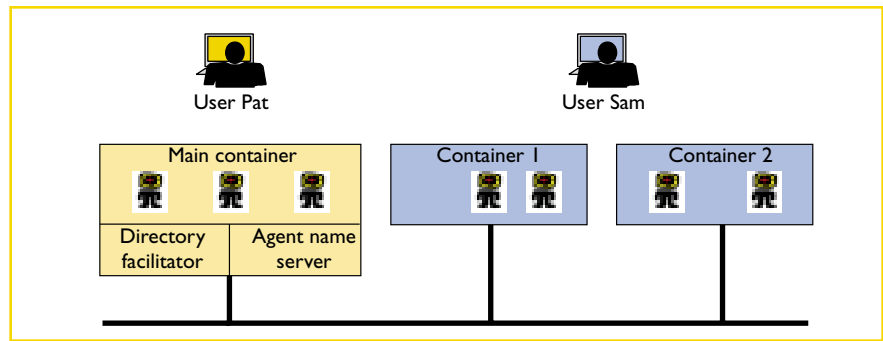 User Pat
User Sam
Main container
Container 1
Container 2
Directory
facilitator
Agent name
server